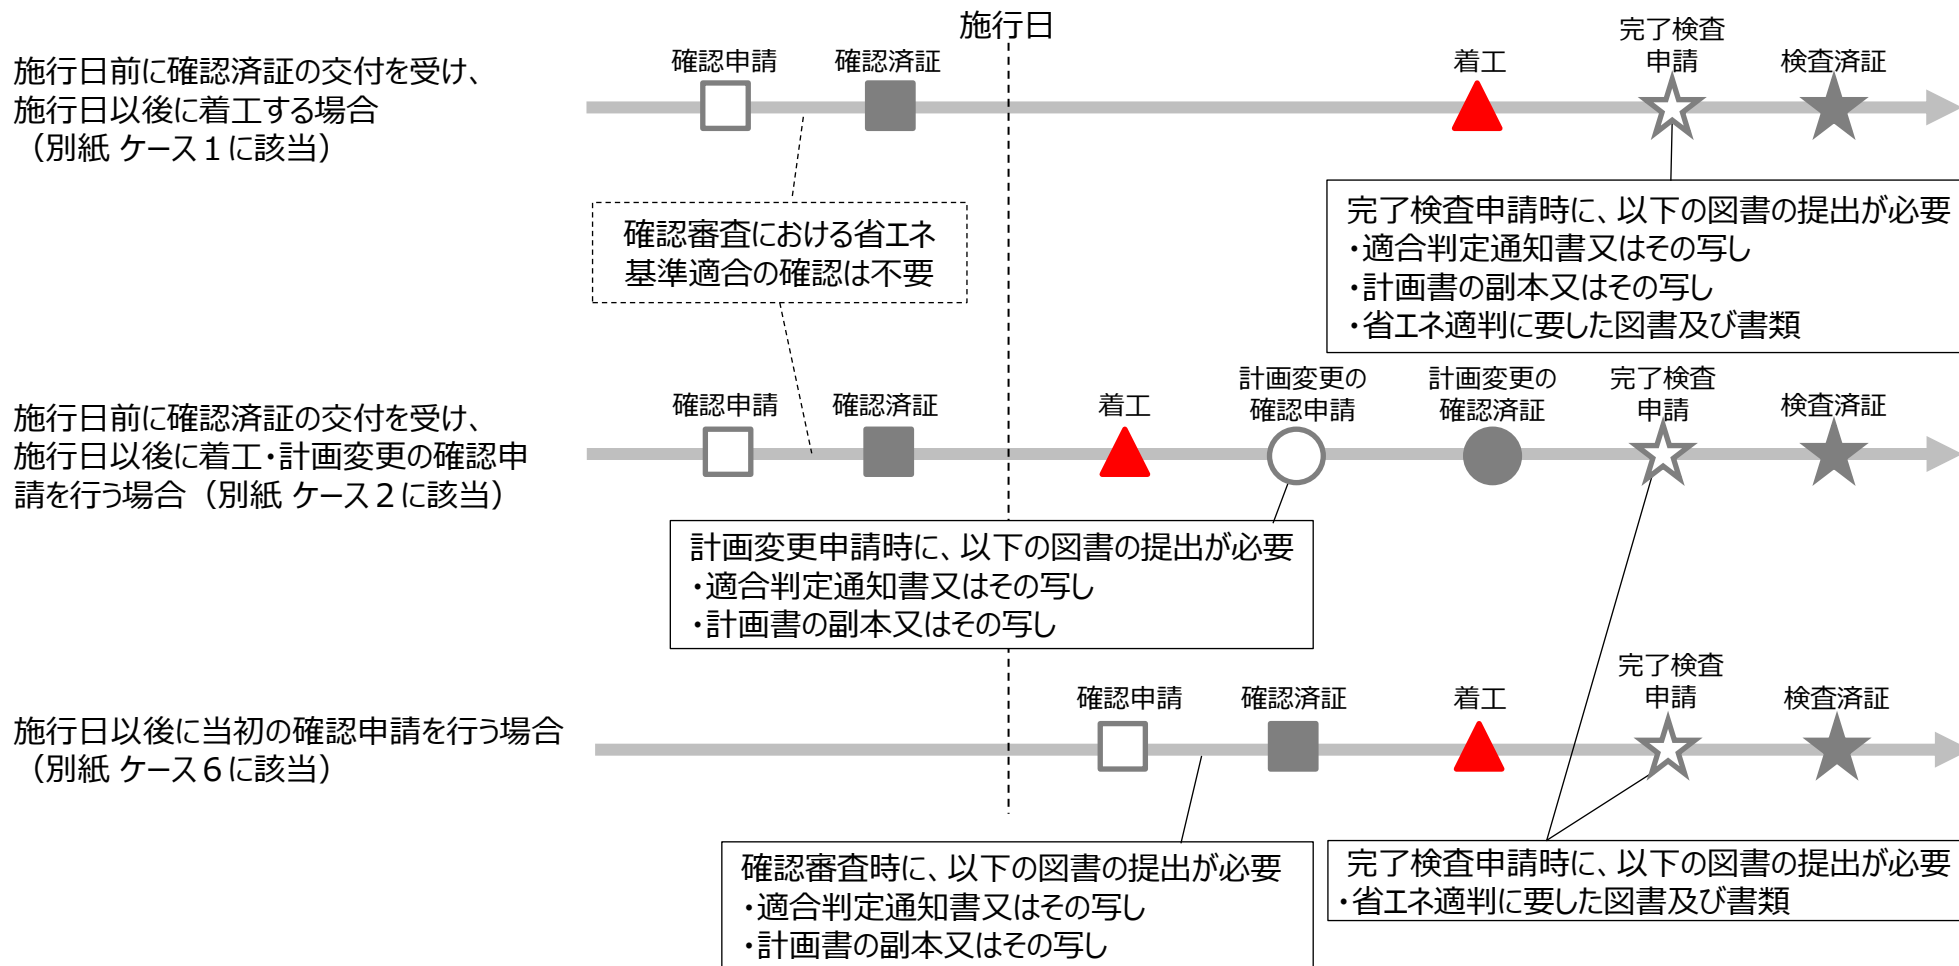 施行日
施行日前に確認済証の交付を受け、
施行日以後に着工する場合
（別紙 ケース１に該当）
確認申請
確認済証
着工
完了検査
申請
検査済証
確認審査における省エネ
基準適合の確認は不要
完了検査申請時に、以下の図書の提出が必要
・適合判定通知書又はその写し
・計画書の副本又はその写し
・省エネ適判に要した図書及び書類
施行日前に確認済証の交付を受け、
施行日以後に着工・計画変更の確認申
請を行う場合（別紙 ケース２に該当）
確認申請
確認済証
着工
計画変更の
確認申請
計画変更の
確認済証
完了検査
申請
検査済証
計画変更申請時に、以下の図書の提出が必要
・適合判定通知書又はその写し
・計画書の副本又はその写し
施行日以後に当初の確認申請を行う場合
（別紙 ケース６に該当）
確認申請
確認済証
着工
完了検査
申請
検査済証
確認審査時に、以下の図書の提出が必要
・適合判定通知書又はその写し
・計画書の副本又はその写し
完了検査申請時に、以下の図書の提出が必要
・省エネ適判に要した図書及び書類